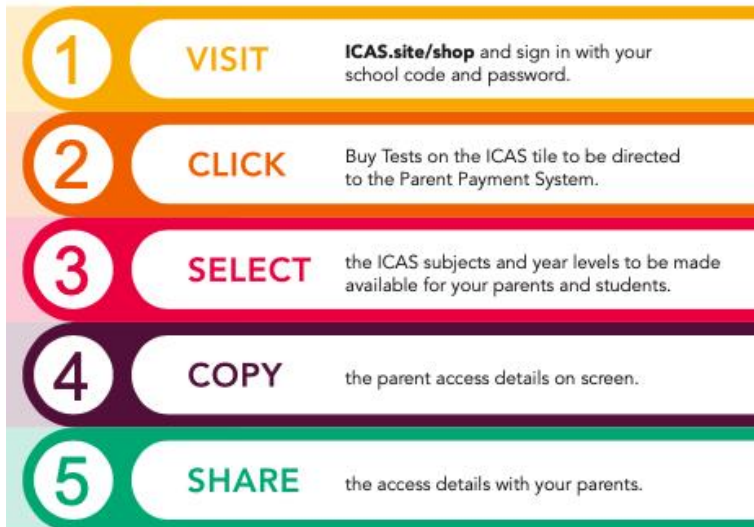 1
VISIT
ICAS.site/shop and sign in with your
school code and password.
2
CLICK
Buy Tests on the ICAS tile to be directed
to the Parent Payment System.
3
SELECT
the ICAS subjects and year levels to be made
available for your parents and students.
4
COPY
the parent access details on screen.
5
SHARE
the access details with your parents.